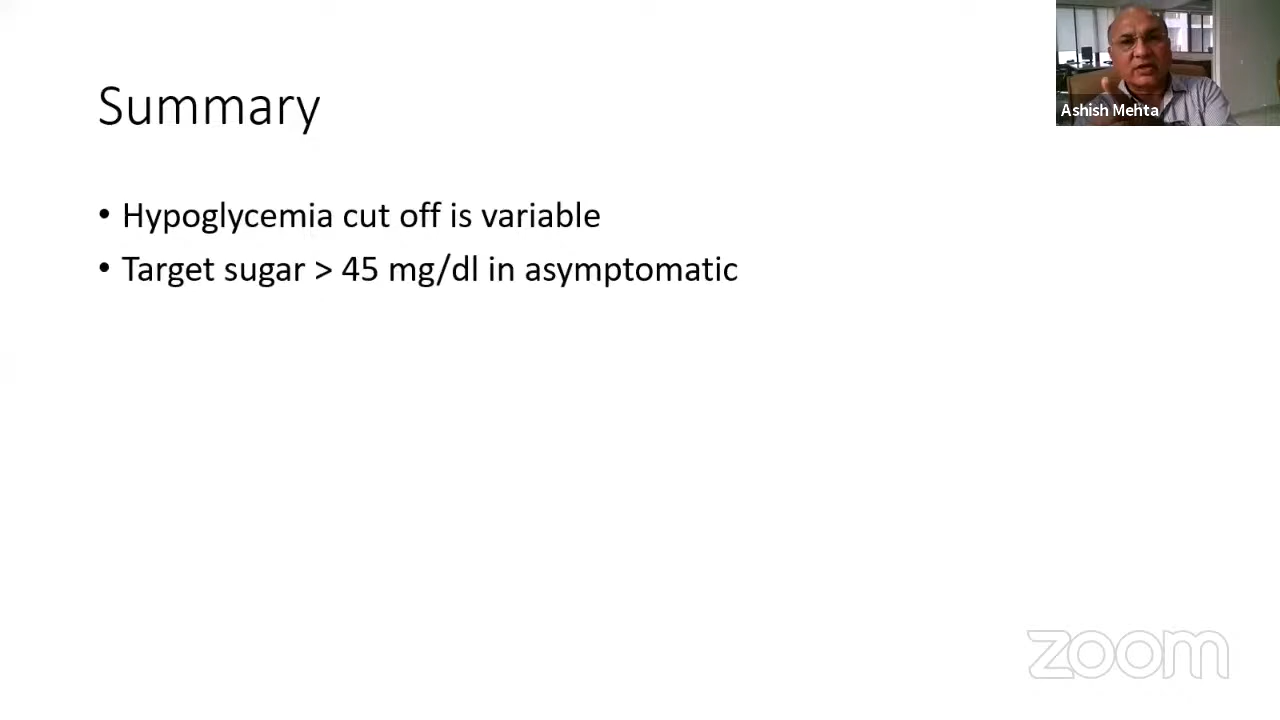 Summary
• Hypoglycemia cut off is variable
• Target sugar > 45 mg/dl in asymptomatic
Ashish Mehta
zoom